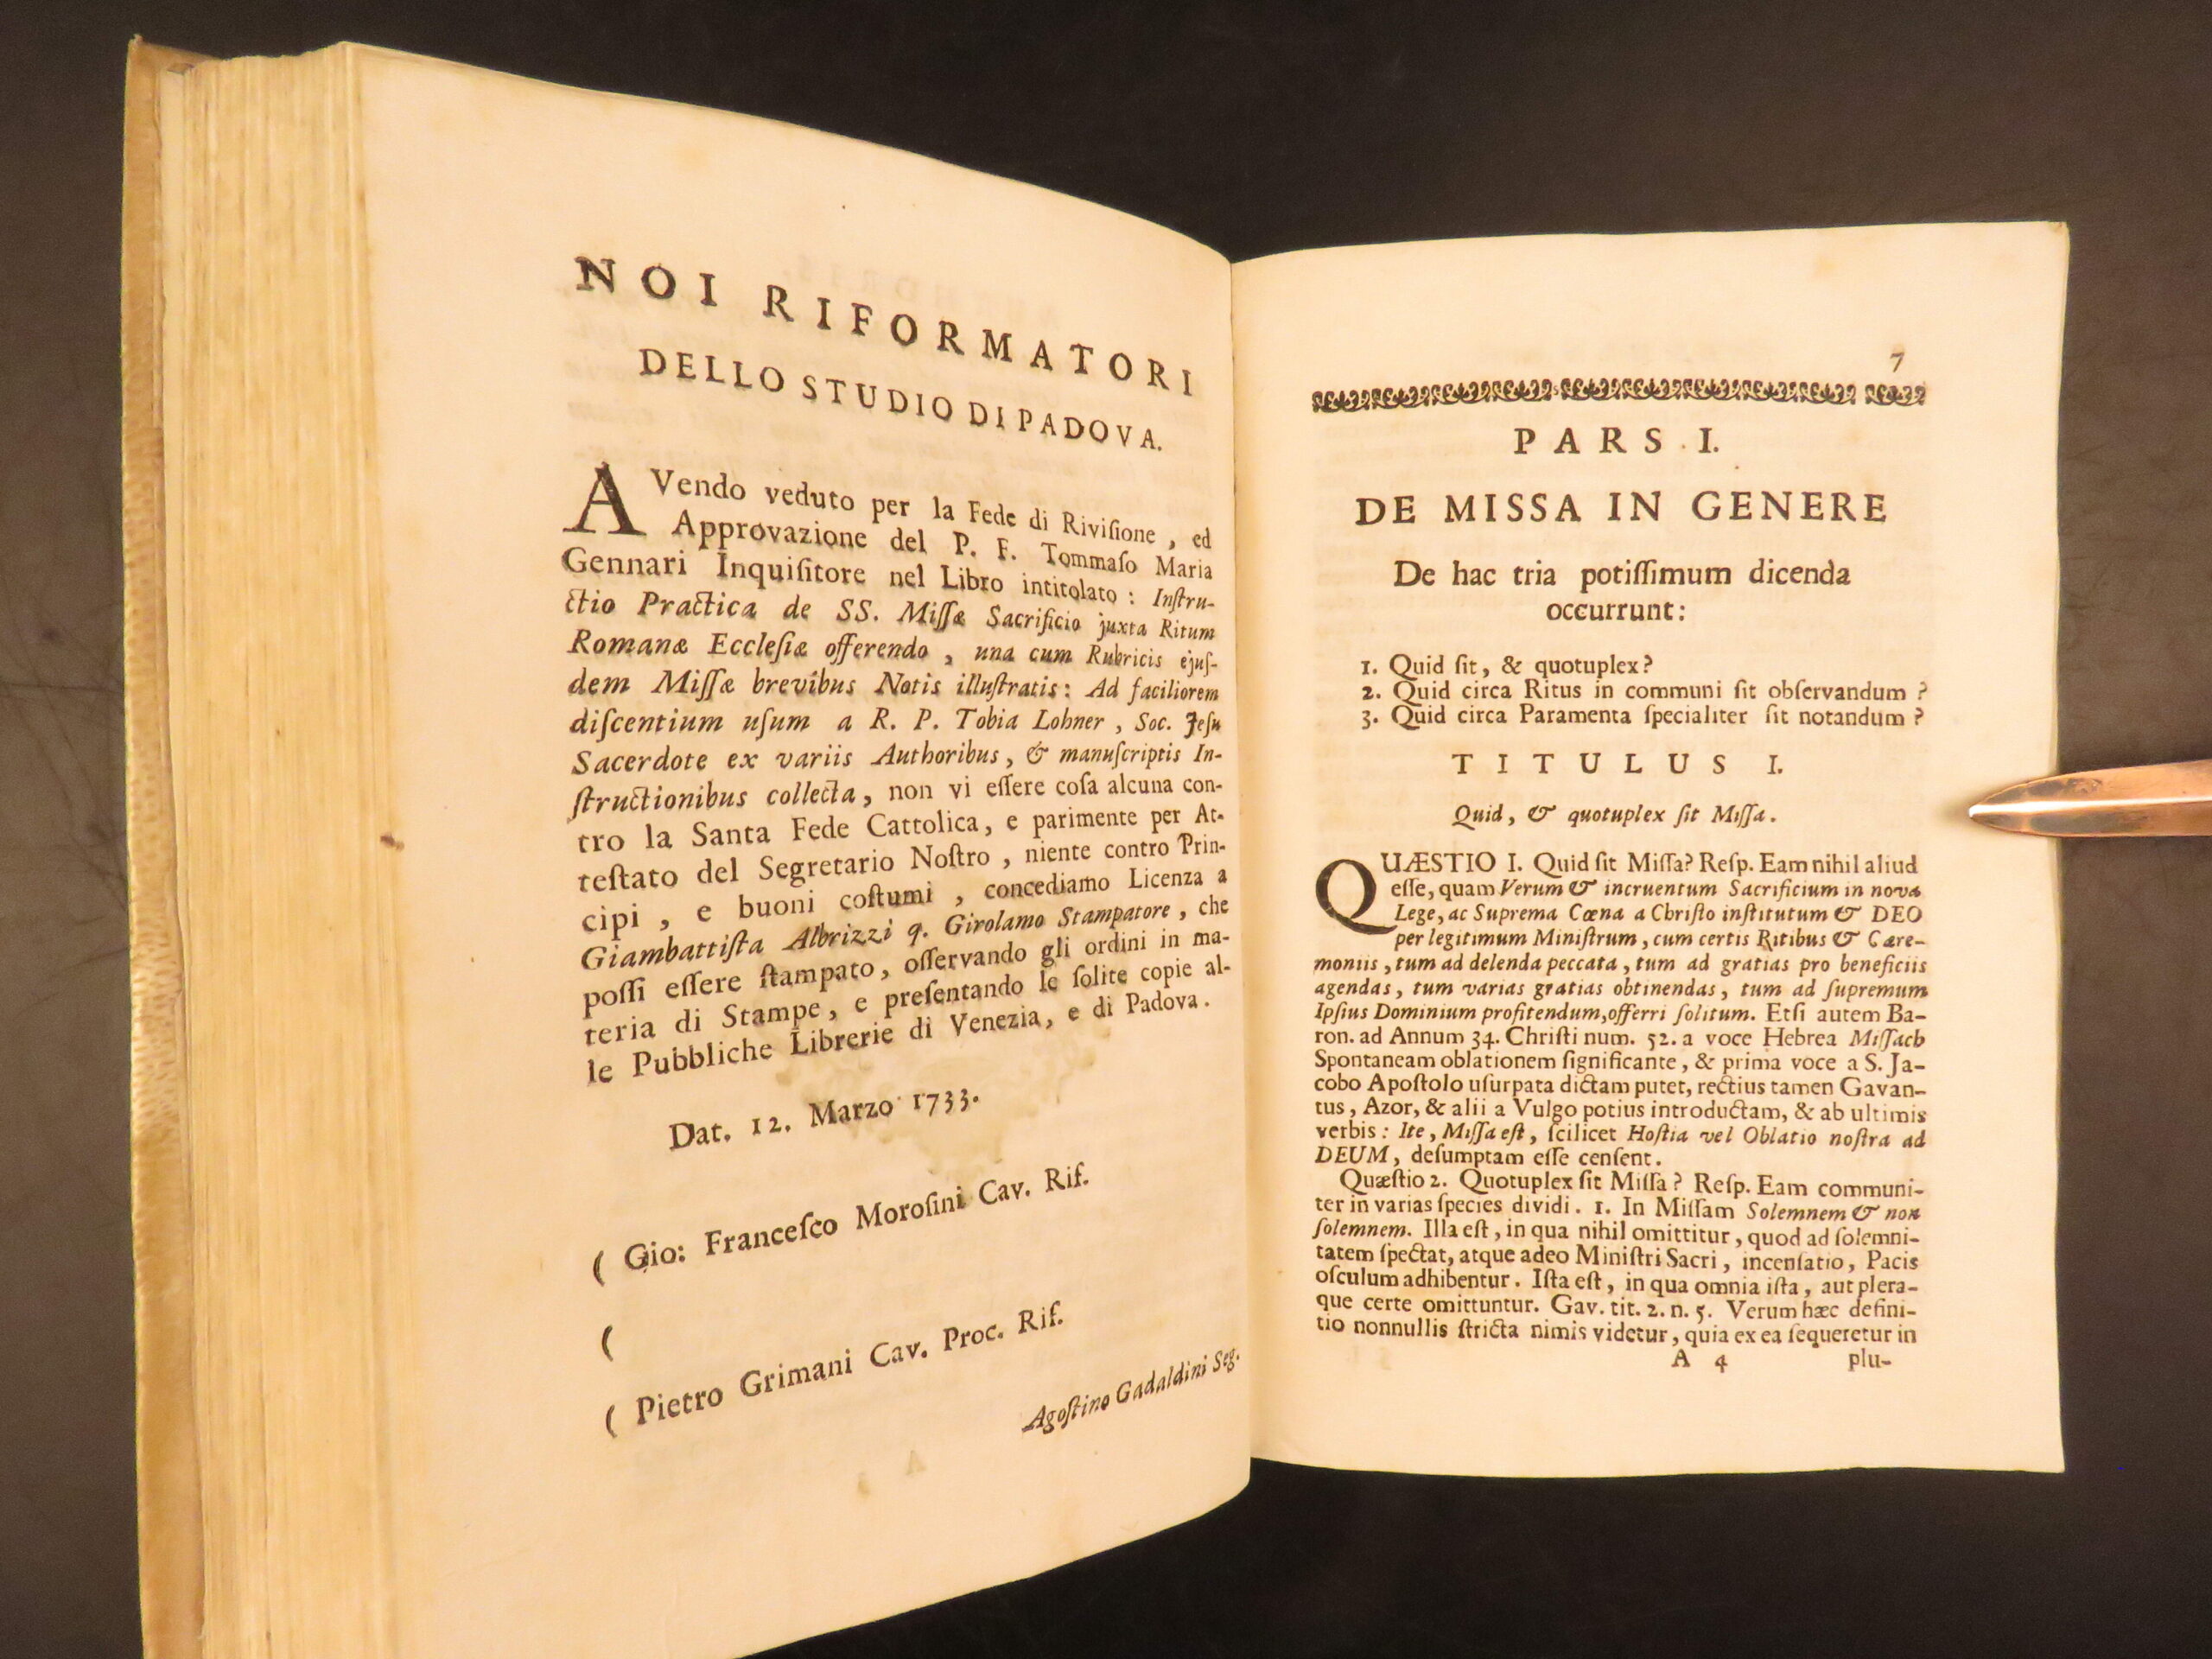 NOI RIFORMATORI
DELLO STUDIO DI PADOVA.
AVendo veduto per la Fede di Riviſione, ed
Approvazione del P. F. Tommaſo Maria
Gennari Inquiſitore nel Libro intitolato: Inſtru-
ctio Practica de SS. Miſſæ Sacrificio juxta Ritum
Romanæ Eccleſiæ offerendo, una cum Rubricis ejuſ-
dem Miſſæ brevibus Notis illuſtratis: Ad faciliorem
diſcentium uſum a R. P. Tobia Lohner, Soc. Jeſu
Sacerdote ex variis Authoribus, & manuſcriptis In-
ſtructionibus collecta, non vi eſſere coſa alcuna con-
tro la Santa Fede Cattolica, e parimente per At-
teſtato del Segretario Noſtro, niente contro Prin-
cipi, e buoni coſtumi, concediamo Licenza a
Giambattiſta Albrizzi q. Girolamo Stampatore, che
poſſi eſſere ſtampato, oſſervando gli ordini in ma-
teria di Stampe, e preſentando le ſolite copie al-
le Pubbliche Librerie di Venezia, e di Padova.
Dat. 12. Marzo 1733.
( Gio: Franceſco Moroſini Cav. Rif.
(
( Pietro Grimani Cav. Proc. Rif.
Agoſtino Gadaldini Seg.
7
PARS I.
DE MISSA IN GENERE
De hac tria potiſſimum dicenda
occurrunt:
1. Quid ſit, & quotuplex?
2. Quid circa Ritus in communi ſit obſervandum?
3. Quid circa Paramenta ſpecialiter ſit notandum?
TITULUS I.
Quid, & quotuplex ſit Miſſa.
QUÆSTIO I. Quid ſit Miſſa? Reſp. Eam nihil aliud
eſſe, quam Verum & incruentum Sacrificium in nova
Lege, ac Suprema Cœna a Chriſto inſtitutum & DEO
per legitimum Miniſtrum, cum certis Ritibus & Cære-
moniis, tum ad delenda peccata, tum ad gratias pro beneficiis
agendas, tum varias gratias obtinendas, tum ad ſupremum
Ipſius Dominium profitendum, offerri ſolitum. Etſi autem Ba-
ron. ad Annum 34. Chriſti num. 52. a voce Hebrea Miſſach
Spontaneam oblationem ſignificante, & prima voce a S. Ja-
cobo Apoſtolo uſurpata dictam putet, rectius tamen Gavan-
tus, Azor, & alii a Vulgo potius introductam, & ab ultimis
verbis: Ite, Miſſa eſt, ſcilicet Hoſtia vel Oblatio noſtra ad
DEUM, deſumptam eſſe cenſent.
Quæſtio 2. Quotuplex ſit Miſſa? Reſp. Eam communi-
ter in varias ſpecies dividi. 1. In Miſſam Solemnem & non
ſolemnem. Illa eſt, in qua nihil omittitur, quod ad ſolemni-
tatem ſpectat, atque adeo Miniſtri Sacri, incenſatio, Pacis
oſculum adhibentur. Iſta eſt, in qua omnia iſta, aut plera-
que certe omittuntur. Gav. tit. 2. n. 5. Verum hæc defini-
tio nonnullis ſtricta nimis videtur, quia ex ea ſequeretur in
A 4 plu-